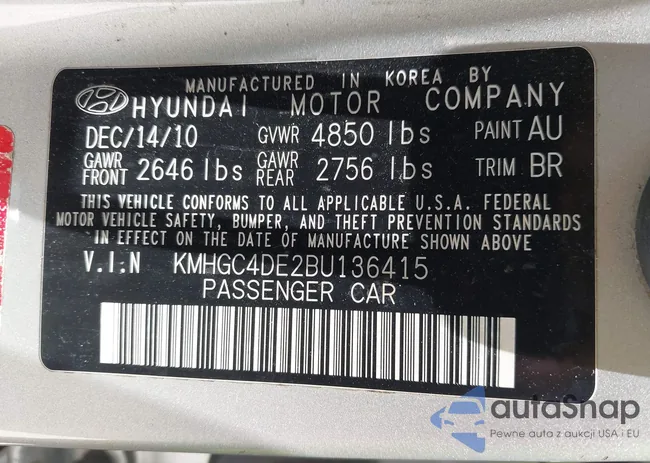 MANUFACTURED IN KOREA BY
HYUNDAI MOTOR COMPANY
DEC/14/10 GVWR 4850 lbs PAINT AU
GAWR FRONT 2646 lbs GAWR REAR 2756 lbs TRIM BR
THIS VEHICLE CONFORMS TO ALL APPLICABLE U.S.A. FEDERAL
MOTOR VEHICLE SAFETY, BUMPER, AND THEFT PREVENTION STANDARDS
IN EFFECT ON THE DATE OF MANUFACTURE SHOWN ABOVE
V.I:N KMHGC4DE2BU136415
PASSENGER CAR
autoSnap
Pewne auta z aukcji USA i EU